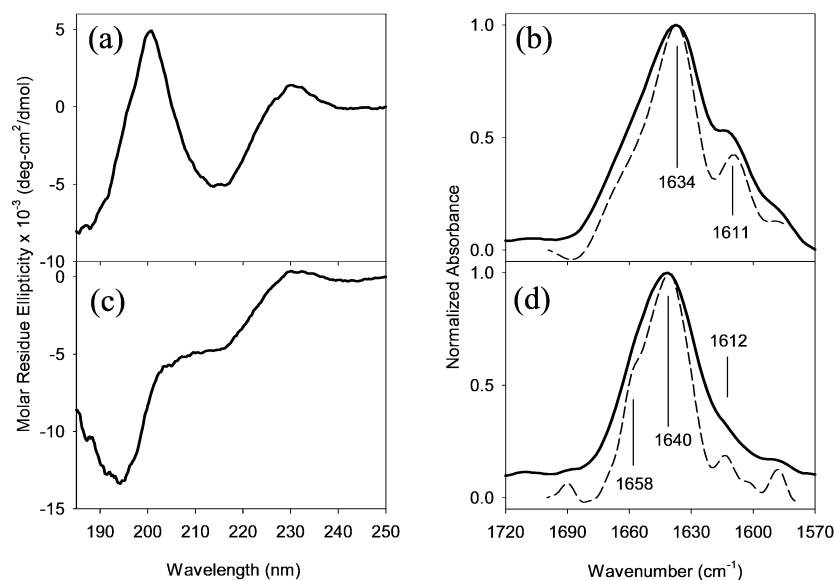 Molar Residue Ellipticity x 10⁻³ (deg-cm²/dmol)
(a)
5
0
-5
-10
(c)
0
-5
-10
-15
190 200 210 220 230 240 250
Wavelength (nm)
Normalized Absorbance
(b)
1.0
0.5
0.0
1634
1611
(d)
1.0
0.5
0.0
1612
1640
1658
1720 1690 1660 1630 1600 1570
Wavenumber (cm⁻¹)